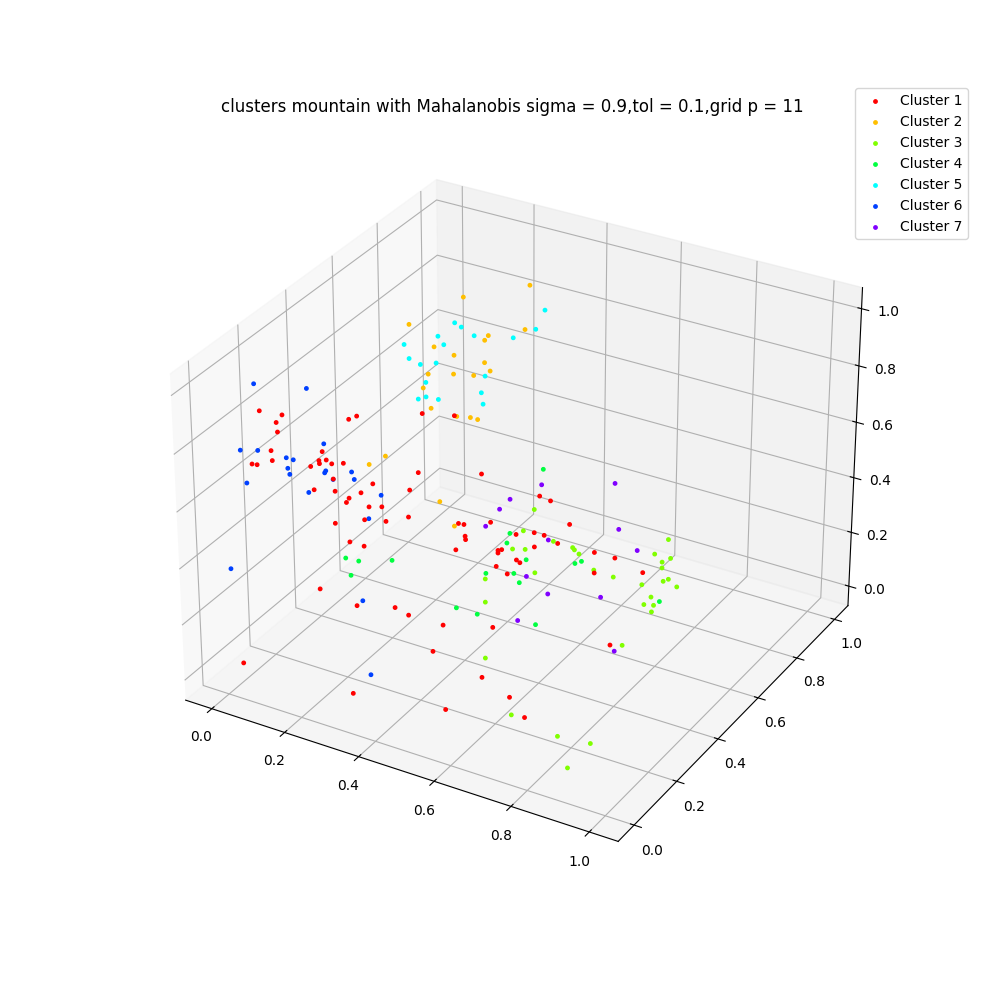 clusters mountain with Mahalanobis sigma = 0.9,tol = 0.1,grid p = 11
Cluster 1
Cluster 2
Cluster 3
Cluster 4
Cluster 5
Cluster 6
Cluster 7
1.0
0.8
0.6
0.4
0.2
0.0
1.0
0.8
0.6
0.4
0.2
0.0
0.0
0.2
0.4
0.6
0.8
1.0